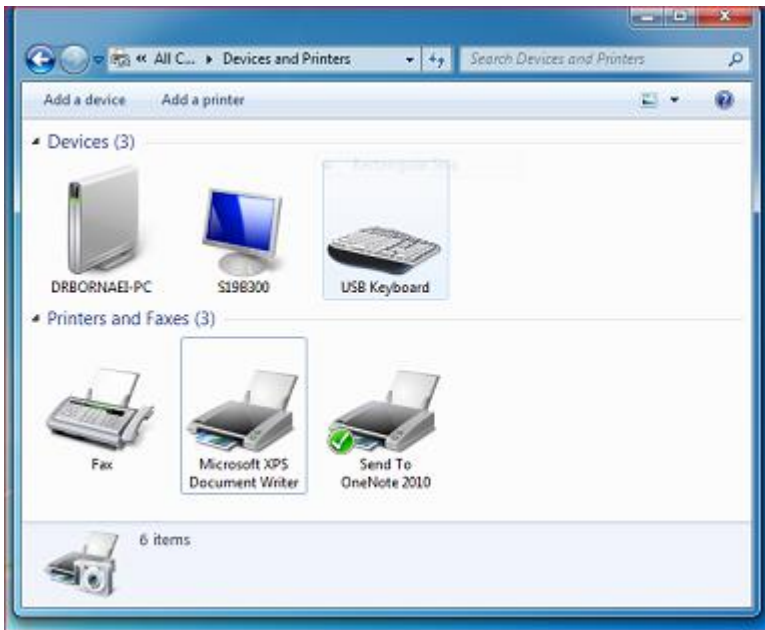 « All C... ▸ Devices and Printers
Search Devices and Printers
Add a device Add a printer
Devices (3)
DRBORNAEI-PC S19B300 USB Keyboard
Printers and Faxes (3)
Fax Microsoft XPS Send To
Document Writer OneNote 2010
6 items